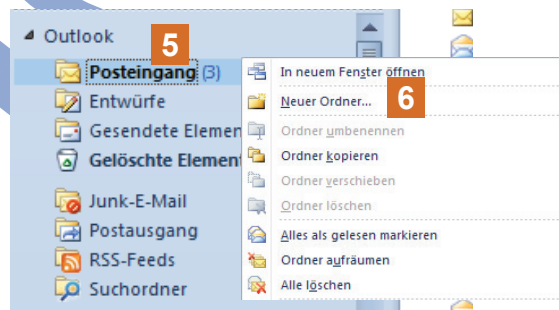 Outlook
5
Posteingang (3)
Entwürfe
Gesendete Elemen
Gelöschte Element
Junk-E-Mail
Postausgang
RSS-Feeds
Suchordner
In neuem Fenster öffnen
Neuer Ordner...
6
Ordner umbenennen
Ordner kopieren
Ordner verschieben
Ordner löschen
Alles als gelesen markieren
Ordner aufräumen
Alle löschen